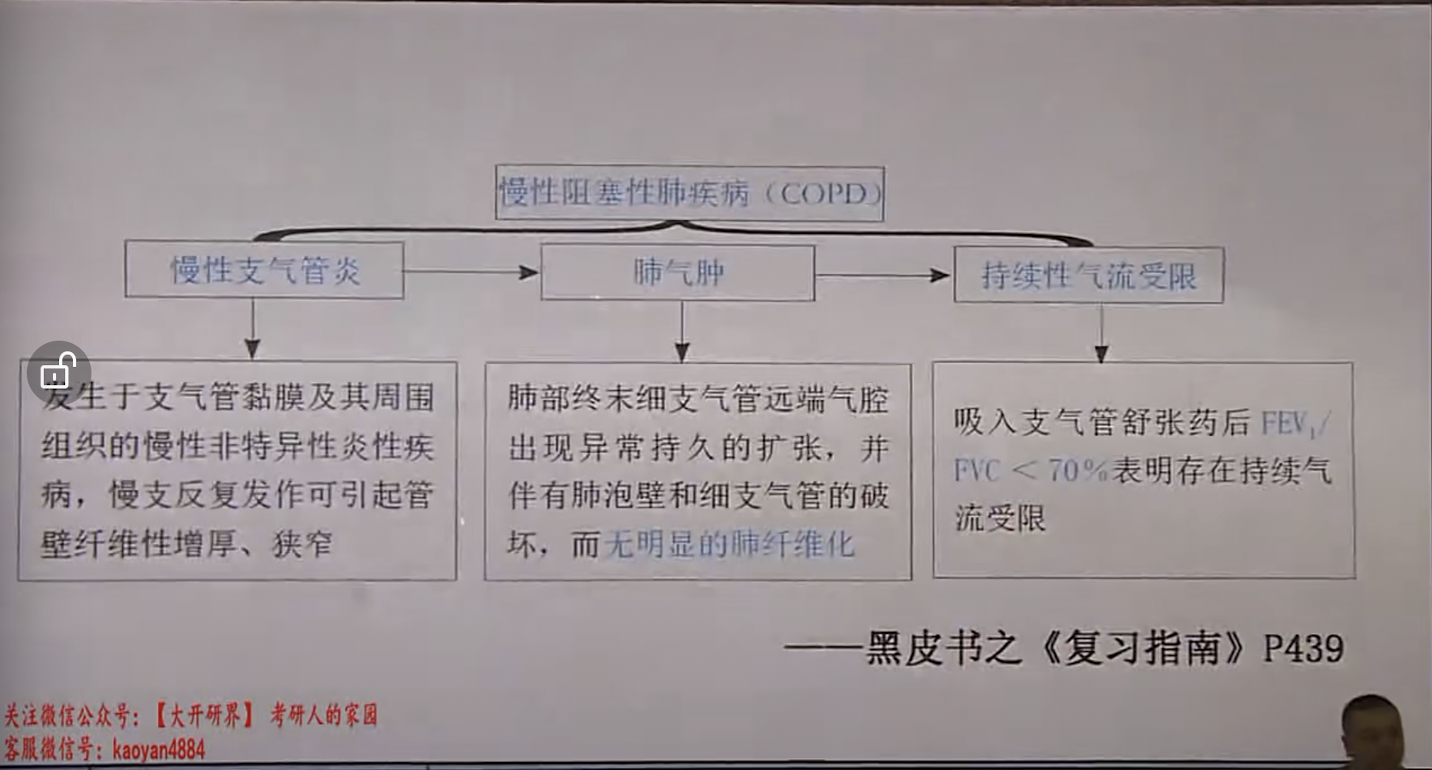 慢性阻塞性肺疾病（COPD）
慢性支气管炎
肺气肿
持续性气流受限
发生于支气管黏膜及其周围
组织的慢性非特异性炎性疾
病，慢支反复发作可引起管
壁纤维性增厚、狭窄
肺部终末细支气管远端气腔
出现异常持久的扩张，并
伴有肺泡壁和细支气管的破
坏，而无明显的肺纤维化
吸入支气管舒张药后 FEV₁/
FVC < 70%表明存在持续气
流受限
——黑皮书之《复习指南》P439
关注微信公众号：【大开研界】 考研人的家园
客服微信号：kaoyan4884